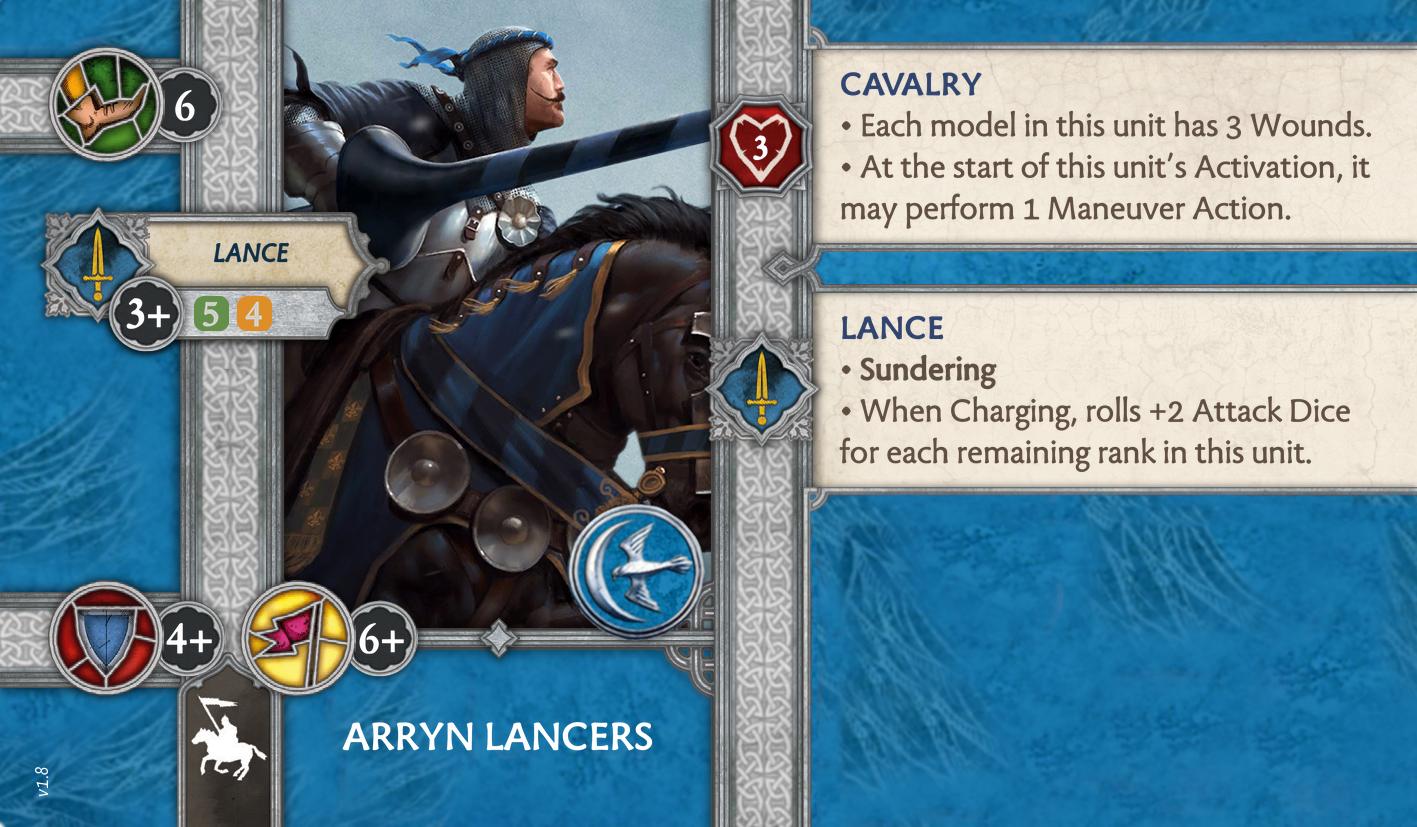 6
LANCE
3+ 5 4
4+ 6+
ARRYN LANCERS
v1.8
3
CAVALRY
• Each model in this unit has 3 Wounds.
• At the start of this unit's Activation, it
may perform 1 Maneuver Action.
LANCE
• Sundering
• When Charging, rolls +2 Attack Dice
for each remaining rank in this unit.